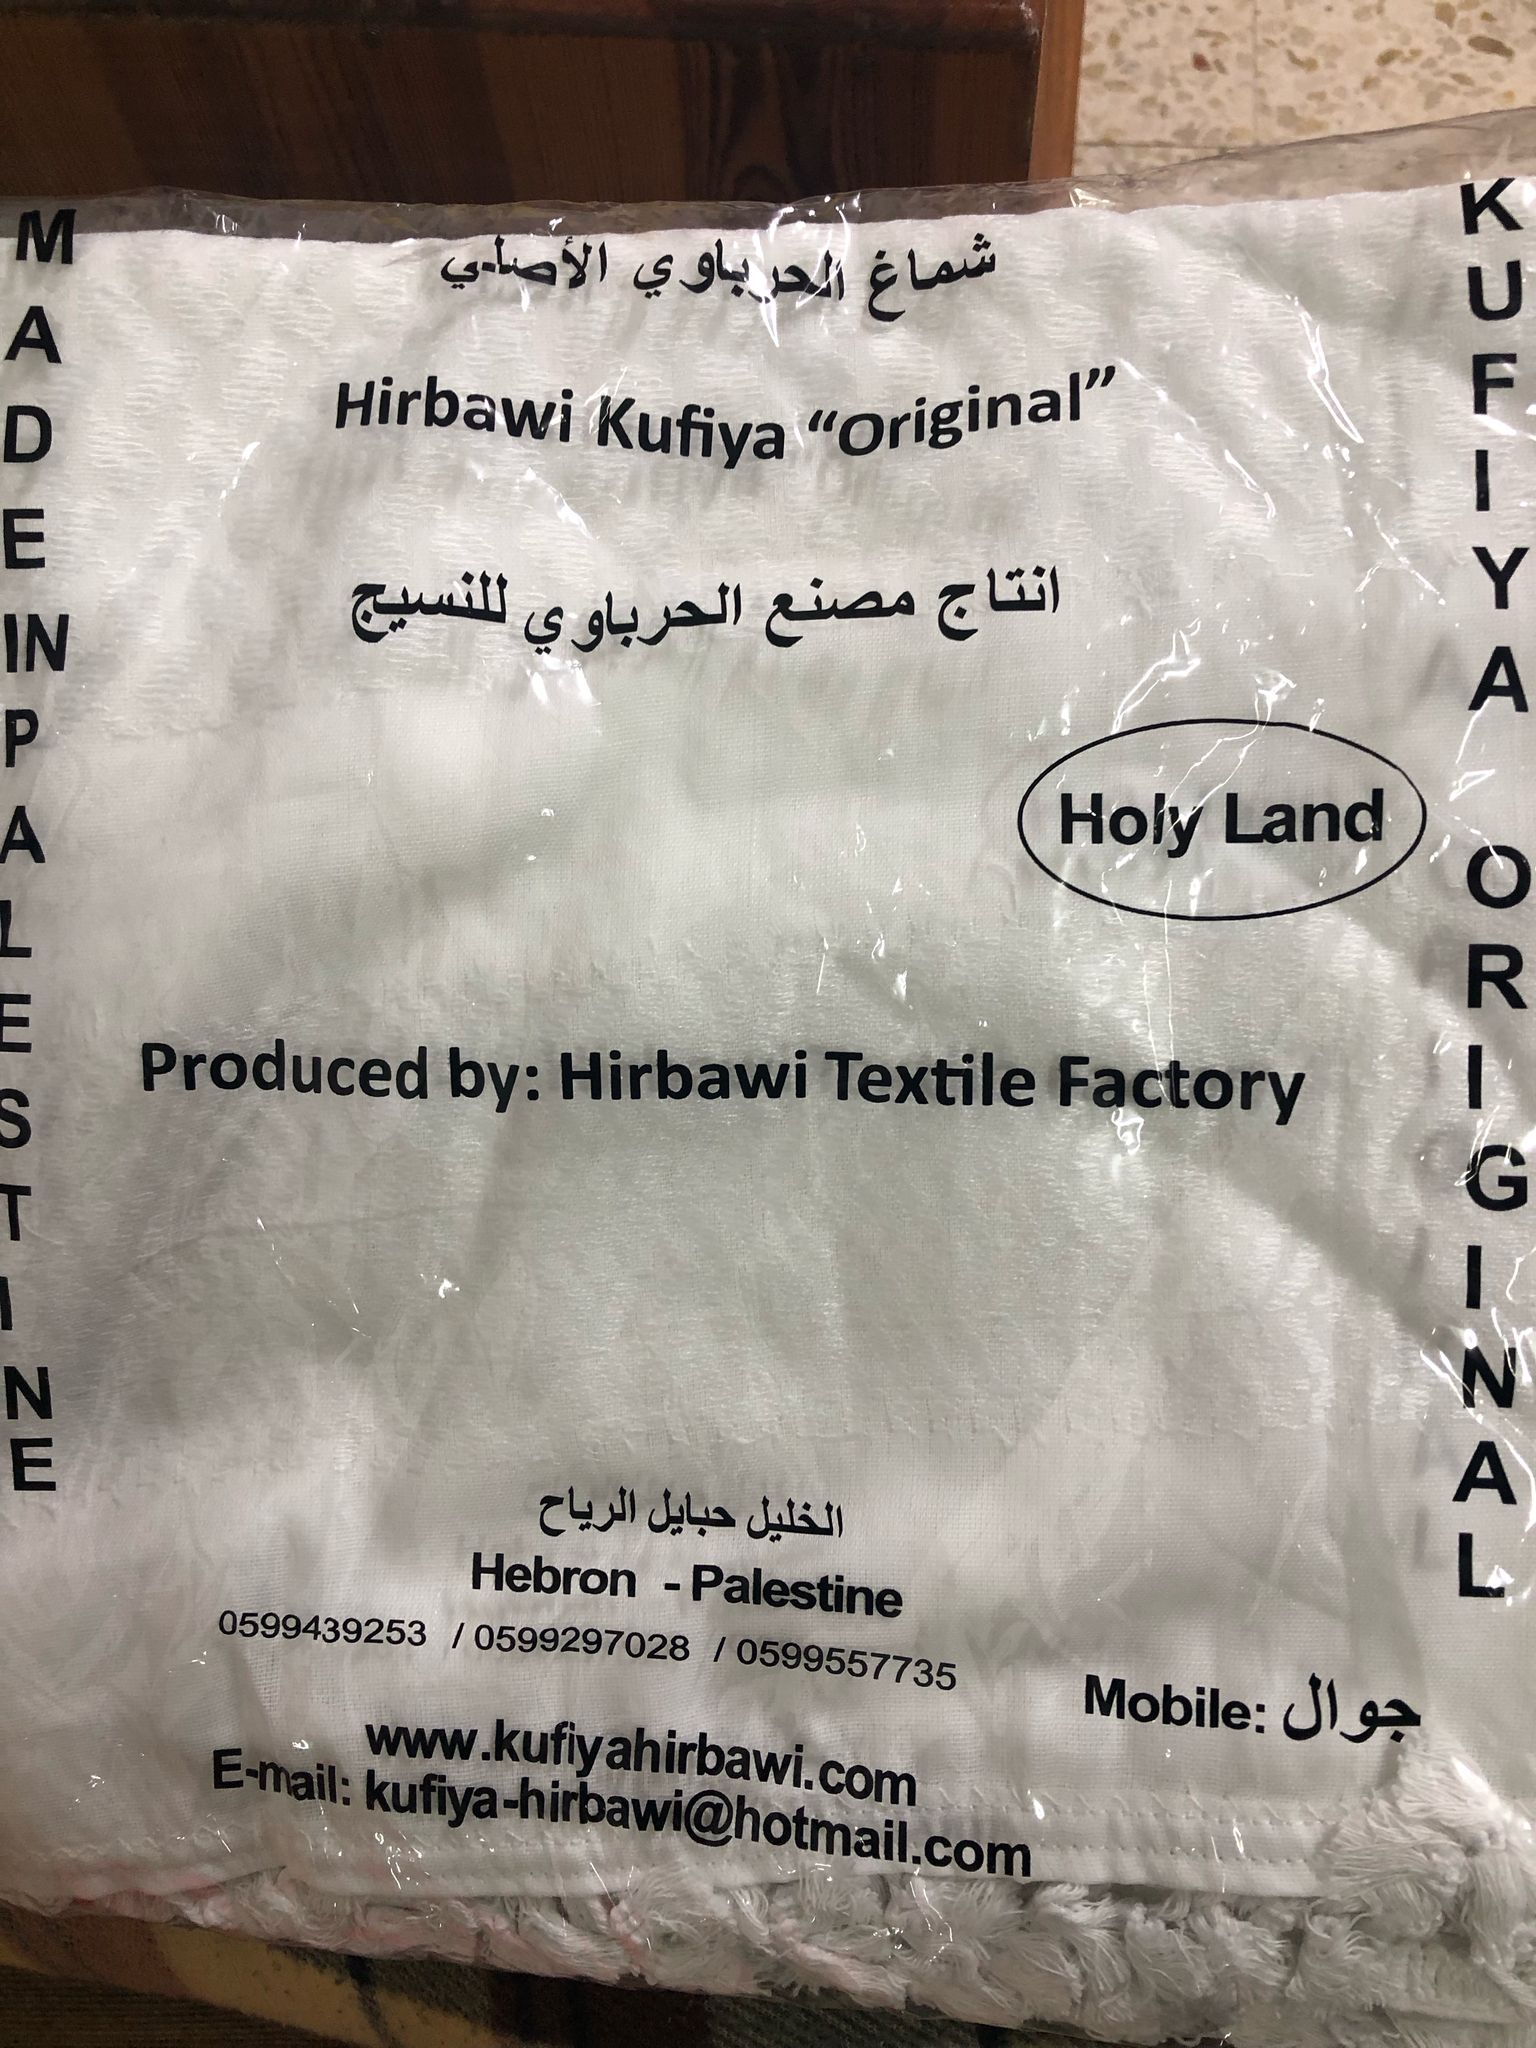 شماغ الحرباوي الأصلي
Hirbawi Kufiya “Original”
انتاج مصنع الحرباوي للنسيج
Holy Land
Produced by: Hirbawi Textile Factory
الخليل حبايل الرياح
Hebron - Palestine
0599439253 / 0599297028 / 0599557735
Mobile: جوال
www.kufiyahirbawi.com
E-mail: kufiya-hirbawi@hotmail.com
MADE IN PALESTINE
KUFIYA ORIGINAL